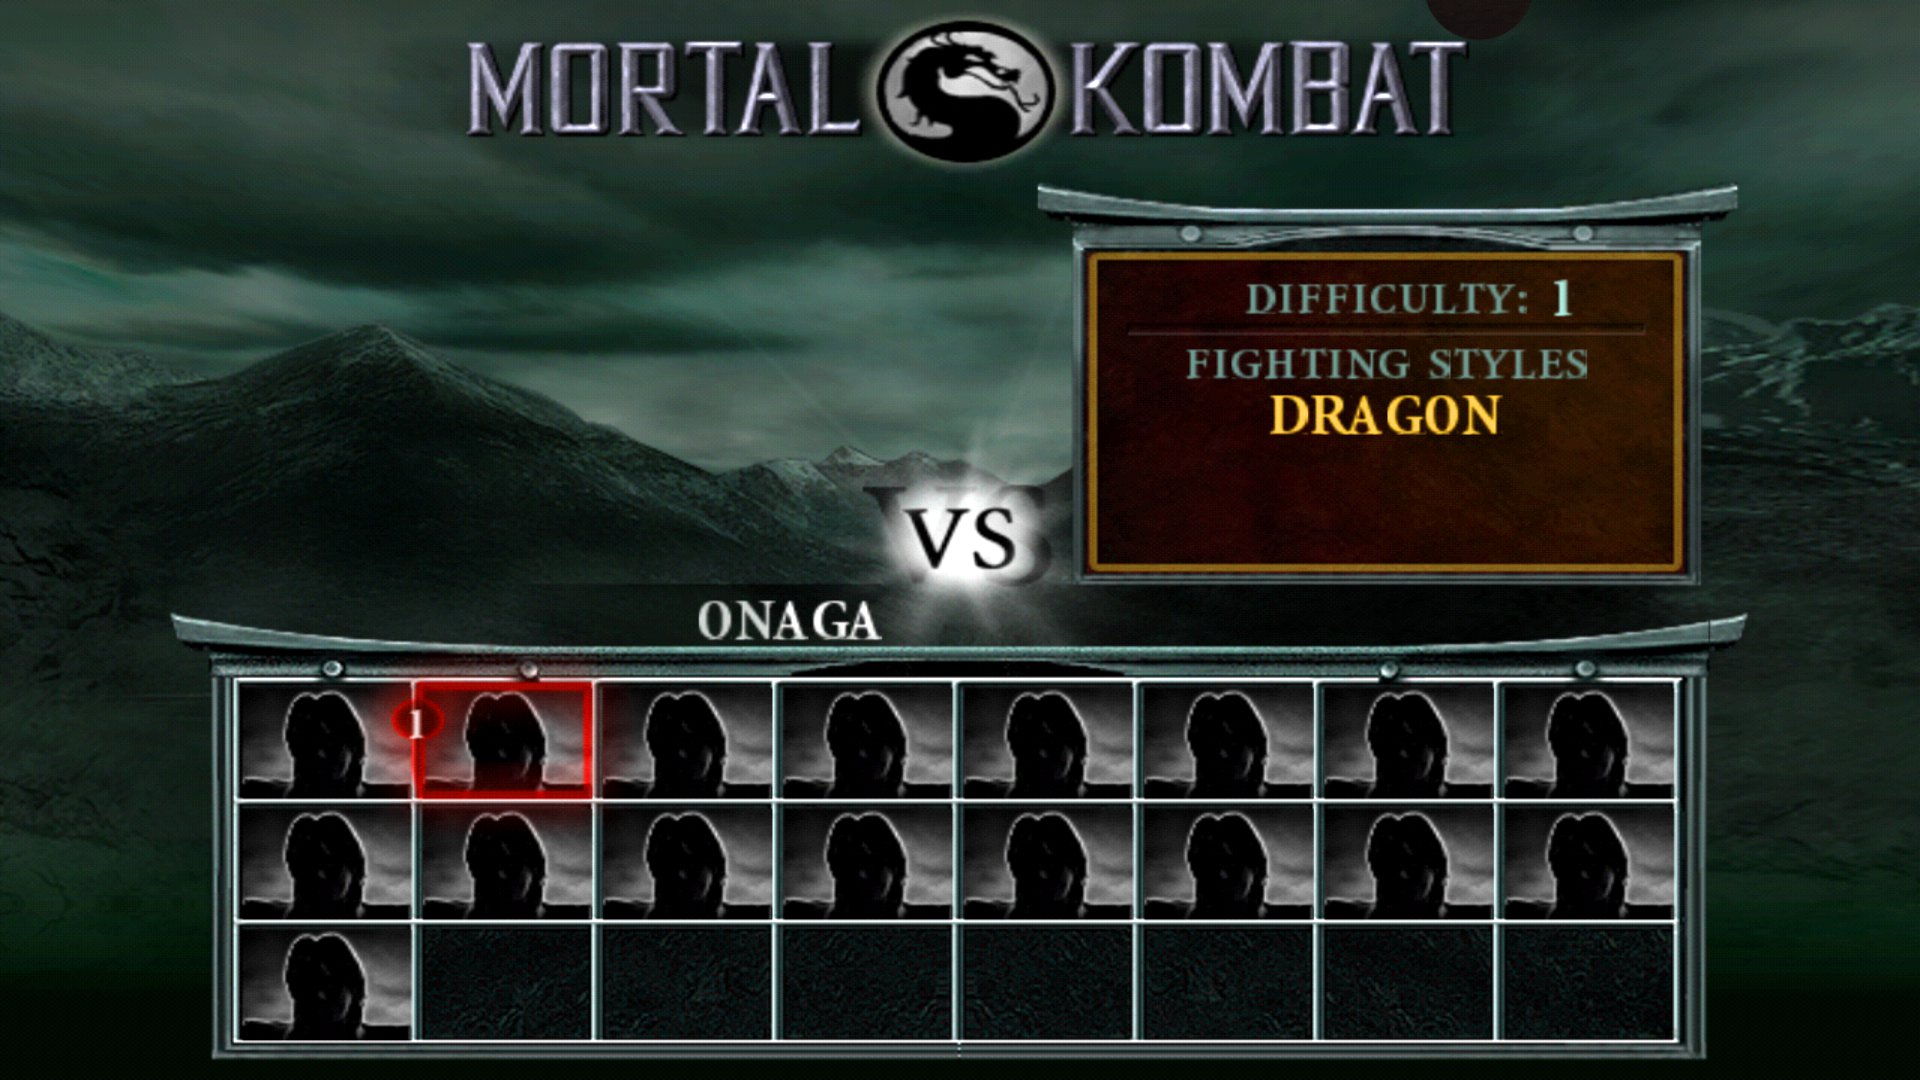 MORTAL KOMBAT
DIFFICULTY: 1
FIGHTING STYLES
DRAGON
VS
ONAGA
1